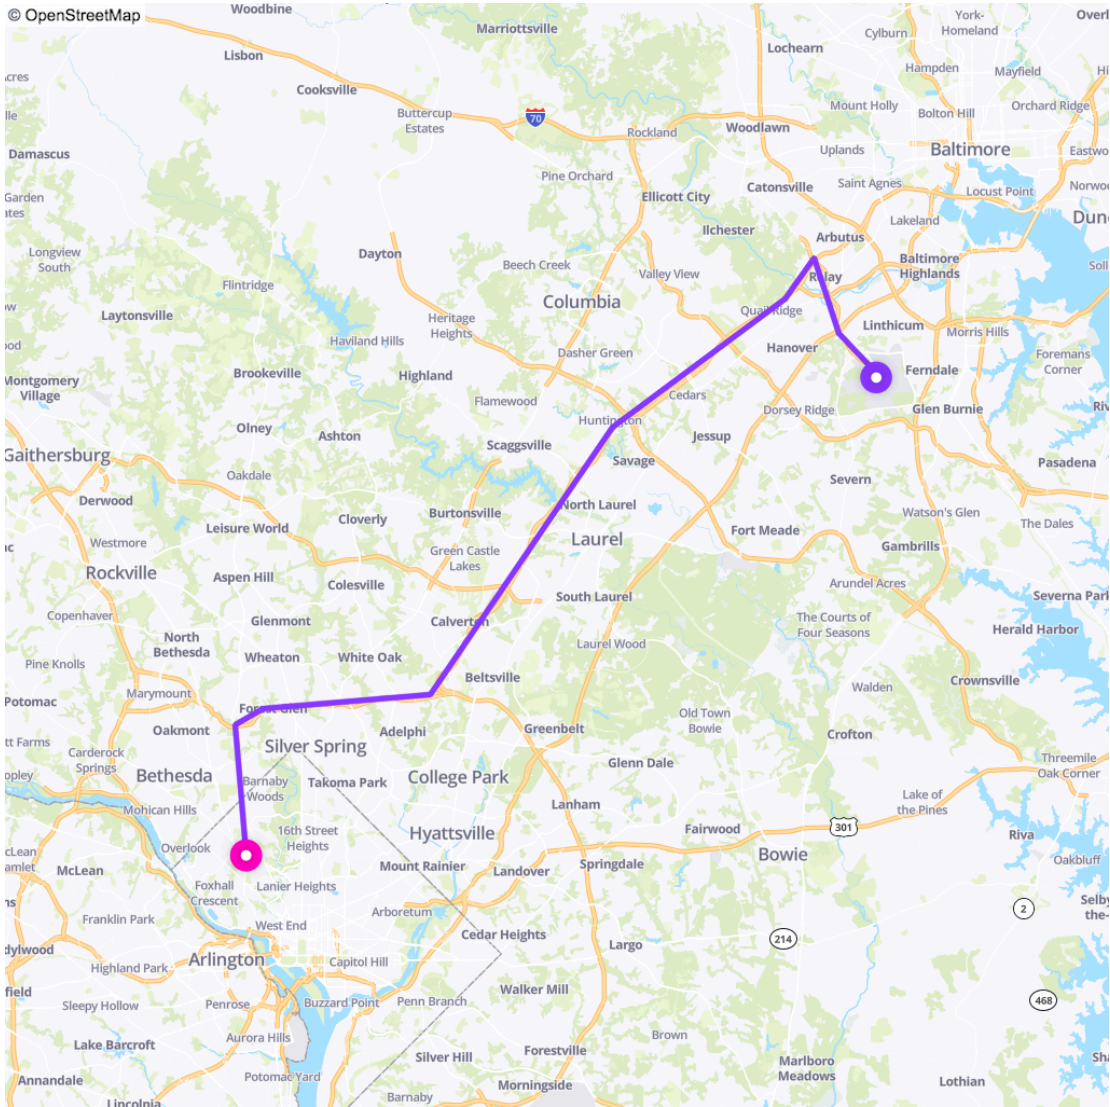 © OpenStreetMap
Woodbine
Marriottsville
York-
Homeland
Cylburn
Lochearn
Lisbon
Hampden
Mayfield
Cooksville
Mount Holly
Orchard Ridge
Buttercup
Estates
70
Rockland
Woodlawn
Bolton Hill
Damascus
Uplands
Baltimore
Pine Orchard
Catonsville
Saint Agnes
Locust Point
Ellicott City
Garden
Lakeland
Ilchester
Arbutus
Longview
South
Dayton
Beech Creek
Valley View
Relay
Baltimore
Highlands
Flintridge
Columbia
Laytonsville
Heritage
Heights
Quail Ridge
Linthicum
Morris Hills
Haviland Hills
Dasher Green
Hanover
Foremans
Corner
Montgomery
Village
Brookeville
Highland
Ferndale
Flamewood
Cedars
Dorsey Ridge
Glen Burnie
Olney
Ashton
Huntington
Jessup
Scaggsville
Gaithersburg
Savage
Pasadena
Oakdale
Severn
Derwood
North Laurel
Watson's Glen
Leisure World
Cloverly
Burtonsville
Fort Meade
The Dales
Westmore
Green Castle
Lakes
Laurel
Gambrills
Rockville
Aspen Hill
Colesville
Arundel Acres
South Laurel
Severna Park
Copenhaver
Glenmont
Calverton
The Courts of
Four Seasons
Herald Harbor
North
Bethesda
Laurel Wood
Pine Knolls
Wheaton
White Oak
Beltsville
Crownsville
Potomac
Marymount
Walden
Forest Glen
Old Town
Bowie
Oakmont
Adelphi
Greenbelt
Crofton
Carderock
Springs
Silver Spring
Glenn Dale
Threemile
Oak Corner
Bethesda
Barnaby
Woods
Takoma Park
College Park
Mohican Hills
Lanham
Lake of
the Pines
16th Street
Heights
Hyattsville
Fairwood
301
Riva
Overlook
Bowie
McLean
Mount Rainier
Landover
Springdale
Oakbluff
Foxhall
Crescent
Lanier Heights
Franklin Park
Arboretum
2
West End
Cedar Heights
Largo
214
Arlington
Capitol Hill
Highland Park
Walker Mill
468
Sleepy Hollow
Penrose
Buzzard Point
Penn Branch
Aurora Hills
Brown
Lake Barcroft
Silver Hill
Forestville
Marlboro
Meadows
Annandale
Potomac Yard
Morningside
Lothian
Barnaby
Lincolnia